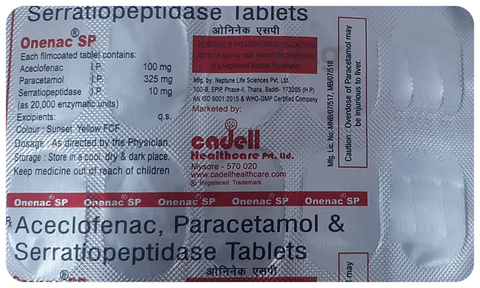 Serratiopeptidase Tablets
ओनिनेक एसपी
Onenac® SP
Each filmcoated tablet contains:
Aceclofenac I.P. 100 mg
Paracetamol I.P. 325 mg
Serratiopeptidase I.P. 10 mg
(as 20,000 enzymatic units)
Excipients: q.s.
Colour : Sunset Yellow FCF
Dosage : As directed by the Physician.
Storage : Store in a cool, dry & dark place.
Keep medicine out of reach of children
Mfg. by: Neptune Life Sciences Pvt. Ltd.
100-B, EPIP Phase-II, Thana, Baddi- 173205 (H.P)
AN ISO 9001:2015 & WHO-GMP Certified Company
Marketed by:
cadell
Healthcare Pvt. Ltd.
Mysore - 570 020
www.cadellhealthcare.com
® Registered Trademark
Mfg. Lic. No: MNB/07/517, MB/07/518
Caution : Overdose of Paracetamol may
be injurious to liver.
Onenac® SP Onenac® SP Onenac® SP Onenac® SP Onenac® SP
Aceclofenac, Paracetamol &
Serratiopeptidase Tablets
ओनिनेक एसपी
Onenac® SP
may